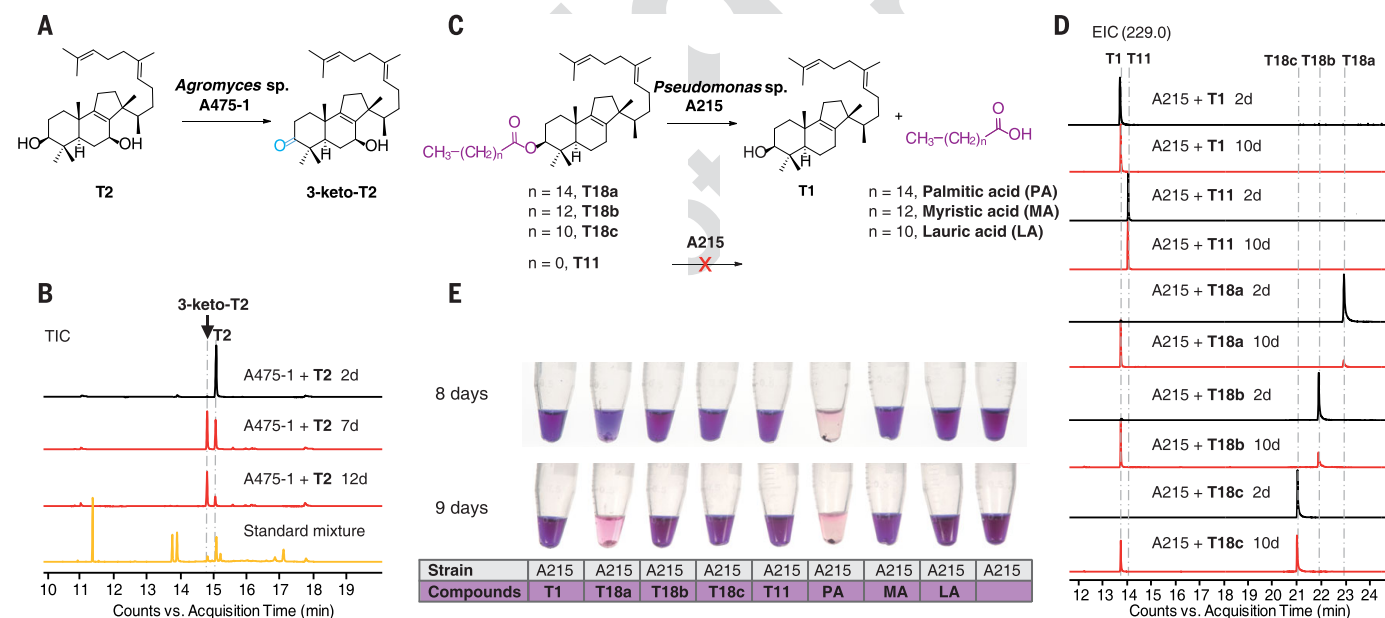 A
Agromyces sp.
A475-1
HO
OH
T2
O
OH
H
3-keto-T2
B
3-keto-T2
TIC
T2
A475-1 + T2 2d
A475-1 + T2 7d
A475-1 + T2 12d
Standard mixture
10 11 12 13 14 15 16 17 18 19
Counts vs. Acquisition Time (min)
C
Pseudomonas sp.
A215
CH3–(CH2)n
O
O
H
HO
H
T1
+
CH3–(CH2)n
O
OH
n = 14, T18a
n = 12, T18b
n = 10, T18c
n = 0, T11
A215
X
n = 14, Palmitic acid (PA)
n = 12, Myristic acid (MA)
n = 10, Lauric acid (LA)
E
8 days
9 days
Strain A215 A215 A215 A215 A215 A215 A215 A215 A215
Compounds T1 T18a T18b T18c T11 PA MA LA
D
EIC (229.0)
T1 T11 T18c T18b T18a
A215 + T1 2d
A215 + T1 10d
A215 + T11 2d
A215 + T11 10d
A215 + T18a 2d
A215 + T18a 10d
A215 + T18b 2d
A215 + T18b 10d
A215 + T18c 2d
A215 + T18c 10d
12 13 14 15 16 17 18 19 20 21 22 23 24
Counts vs. Acquisition Time (min)